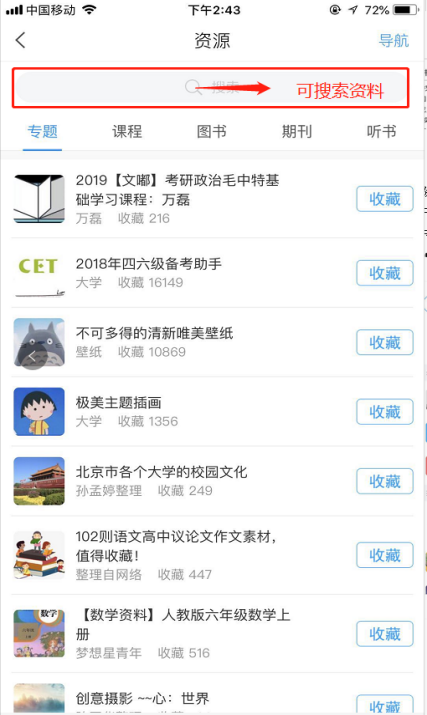 中国移动
下午2:43
72%
资源
导航
搜索
可搜索资料
专题
课程
图书
期刊
听书
2019【文嘟】考研政治毛中特基
础学习课程：万磊
万磊 收藏 216
收藏
CET
2018年四六级备考助手
大学 收藏 16149
收藏
不可多得的清新唯美壁纸
壁纸 收藏 10869
收藏
极美主题插画
大学 收藏 1356
收藏
北京市各个大学的校园文化
孙孟婷整理 收藏 249
收藏
102则语文高中议论文作文素材，
值得收藏！
整理自网络 收藏 447
收藏
数学
【数学资料】人教版六年级数学上
册
梦想星青年 收藏 516
收藏
创意摄影 ~~心：世界
收藏